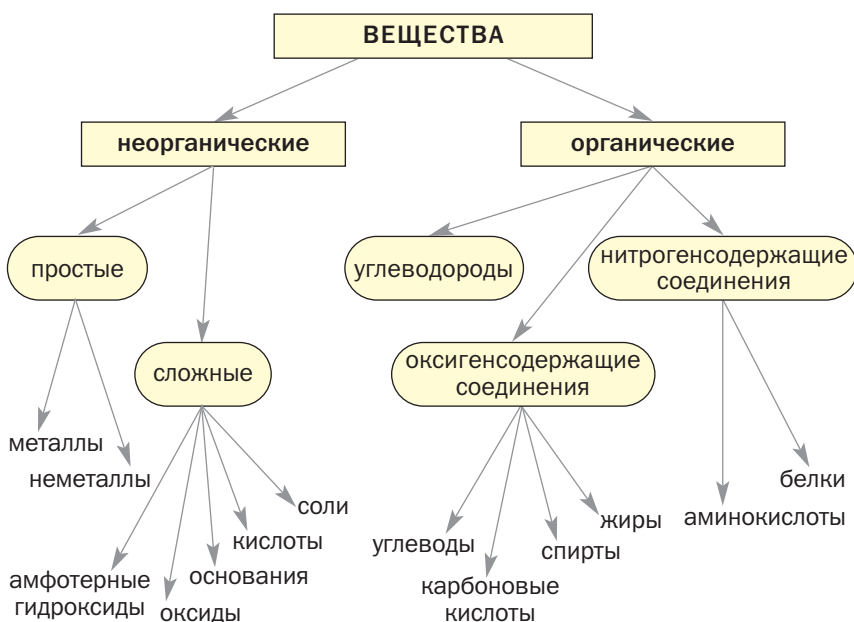 ВЕЩЕСТВА
неорганические
органические
простые
углеводороды
нитрогенсодержащие
соединения
сложные
оксигенсодержащие
соединения
металлы
неметаллы
соли
кислоты
основания
амфотерные
гидроксиды
оксиды
углеводы
карбоновые
кислоты
спирты
жиры
белки
аминокислоты